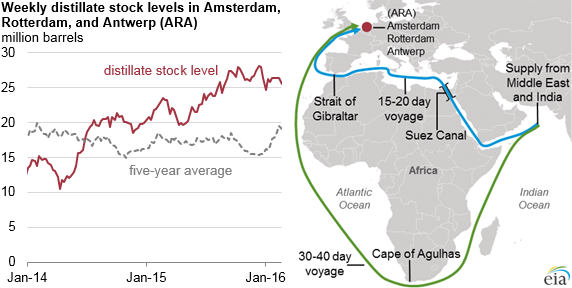 Weekly distillate stock levels in Amsterdam,
Rotterdam, and Antwerp (ARA)
million barrels
30
25
20
15
10
5
0
distillate stock level
five-year average
Jan-14
Jan-15
Jan-16
(ARA)
Amsterdam
Rotterdam
Antwerp
Supply from
Middle East
and India
Strait of
Gibraltar
15-20 day
voyage
Suez Canal
Africa
Atlantic
Ocean
Indian
Ocean
30-40 day
voyage
Cape of Agulhas
eia